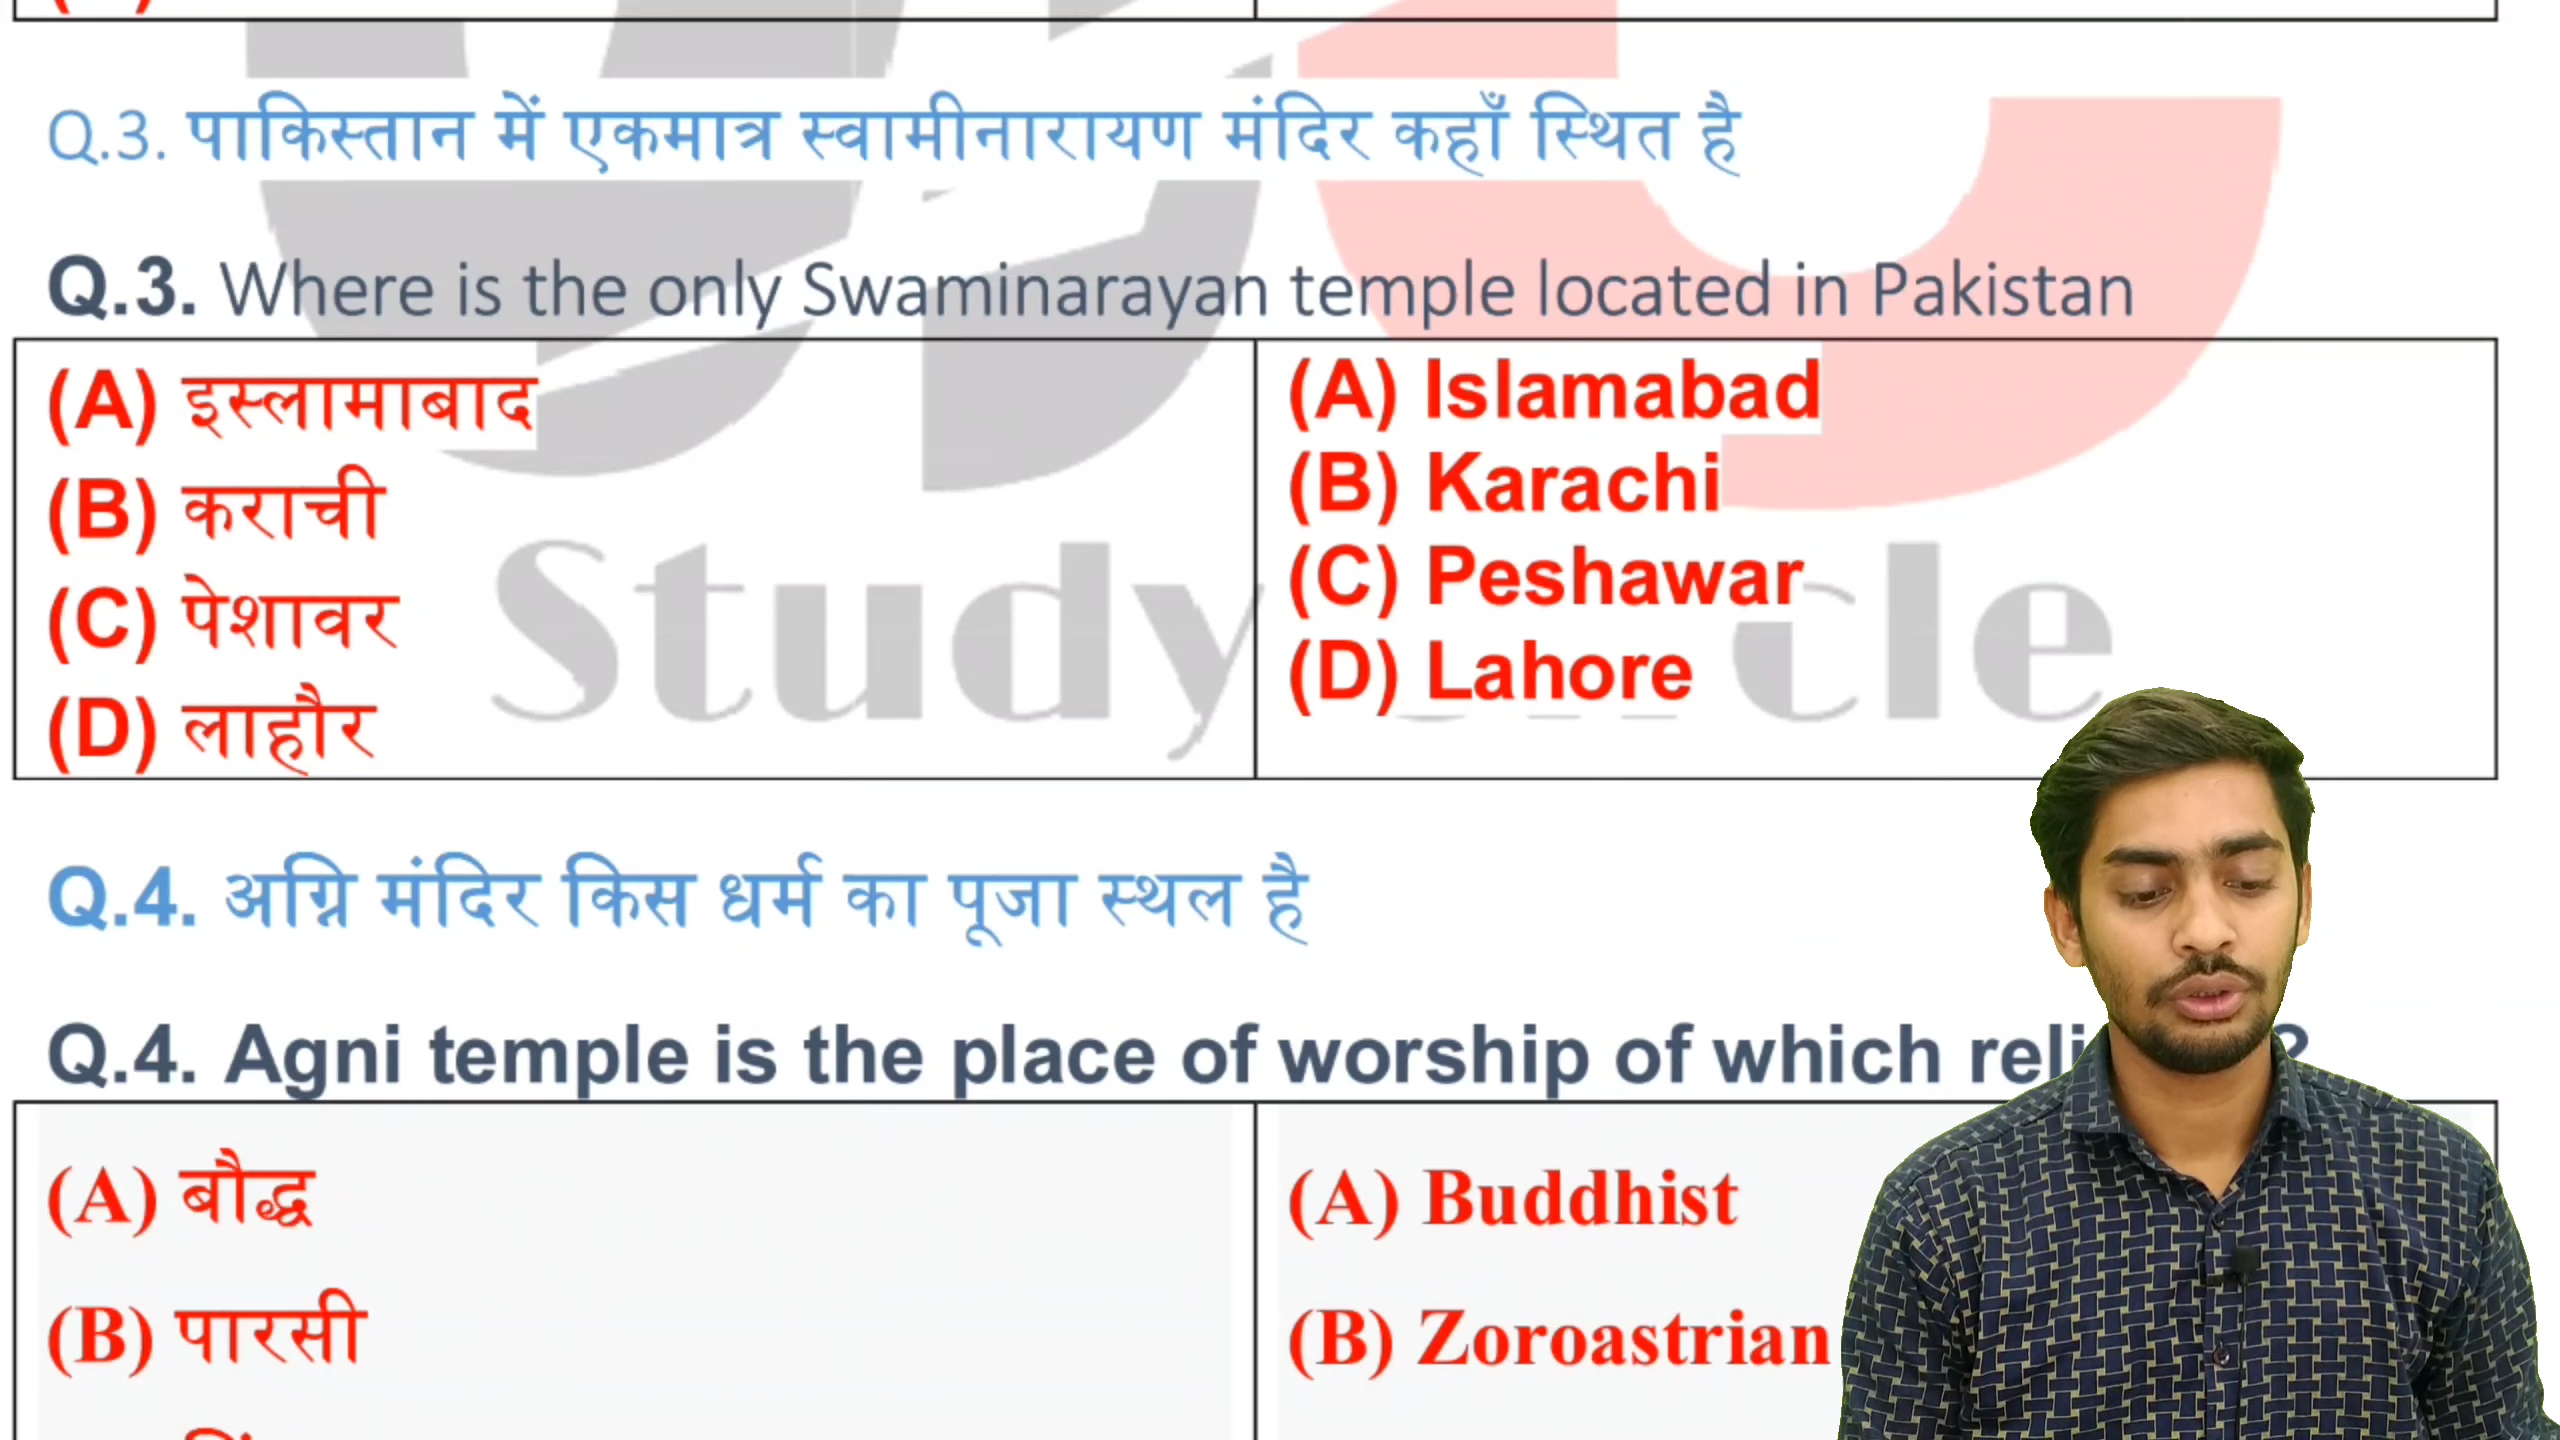 Q.3. पाकिस्तान में एकमात्र स्वामीनारायण मंदिर कहाँ स्थित है
Q.3. Where is the only Swaminarayan temple located in Pakistan
(A) इस्लामाबाद
(B) कराची
(C) पेशावर
(D) लाहौर
(A) Islamabad
(B) Karachi
(C) Peshawar
(D) Lahore
Study
Q.4. अग्नि मंदिर किस धर्म का पूजा स्थल है
Q.4. Agni temple is the place of worship of which
(A) बौद्ध
(B) पारसी
(A) Buddhist
(B) Zoroastrian